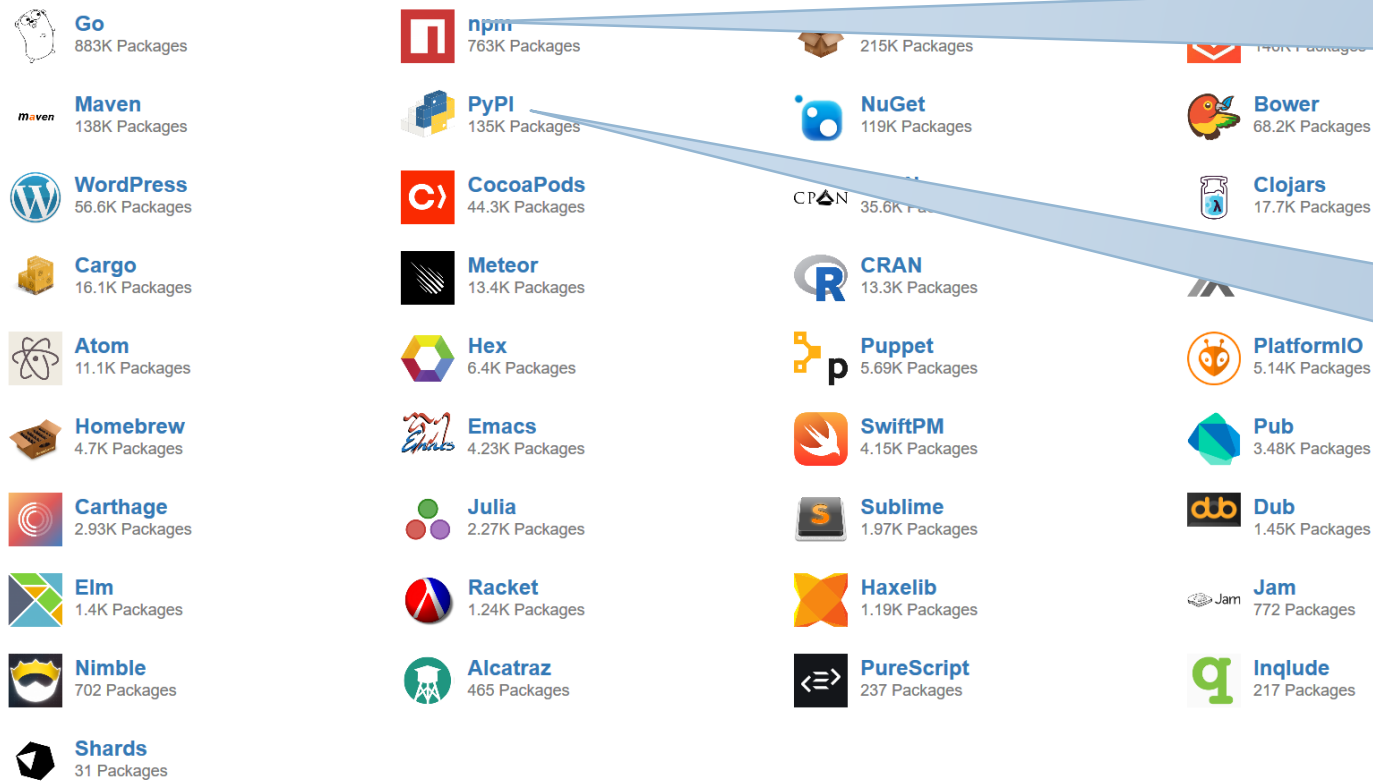 Go
883K Packages
npm
763K Packages
215K Packages
Maven
138K Packages
PyPI
135K Packages
NuGet
119K Packages
Bower
68.2K Packages
WordPress
56.6K Packages
CocoaPods
44.3K Packages
CPAN
35.6K
Clojars
17.7K Packages
Cargo
16.1K Packages
Meteor
13.4K Packages
CRAN
13.3K Packages
Atom
11.1K Packages
Hex
6.4K Packages
Puppet
5.69K Packages
PlatformIO
5.14K Packages
Homebrew
4.7K Packages
Emacs
4.23K Packages
SwiftPM
4.15K Packages
Pub
3.48K Packages
Carthage
2.93K Packages
Julia
2.27K Packages
Sublime
1.97K Packages
dub
Dub
1.45K Packages
Elm
1.4K Packages
Racket
1.24K Packages
Haxelib
1.19K Packages
Jam
Jam
772 Packages
Nimble
702 Packages
Alcatraz
465 Packages
PureScript
237 Packages
Inqlude
217 Packages
Shards
31 Packages